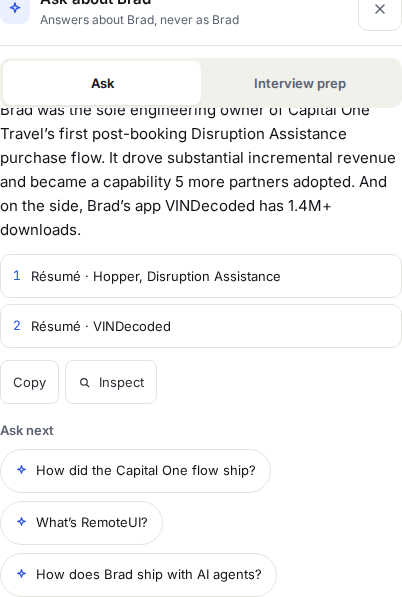 Ask about Brad
Answers about Brad, never as Brad
Ask
Interview prep
Brad was the sole engineering owner of Capital One
Travel’s first post-booking Disruption Assistance
purchase flow. It drove substantial incremental revenue
and became a capability 5 more partners adopted. And
on the side, Brad’s app VINDecoded has 1.4M+
downloads.
1 Résumé · Hopper, Disruption Assistance
2 Résumé · VINDecoded
Copy
Inspect
Ask next
How did the Capital One flow ship?
What’s RemoteUI?
How does Brad ship with AI agents?